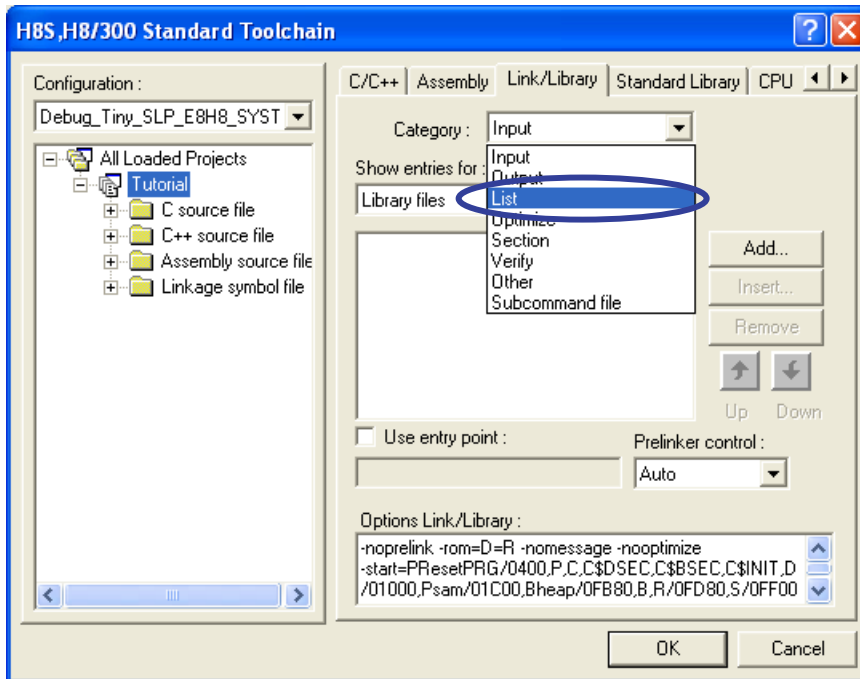 H8S,H8/300 Standard Toolchain
Configuration :
Debug_Tiny_SLP_E8H8_SYST
All Loaded Projects
Tutorial
C source file
C++ source file
Assembly source file
Linkage symbol file
C/C++ Assembly Link/Library Standard Library CPU
Category : Input
Show entries for :
Library files
Input
Output
List
Optimize
Section
Verify
Other
Subcommand file
Add...
Insert...
Remove
Up Down
Use entry point :
Prelinker control :
Auto
Options Link/Library :
-noprelink -rom=D=R -nomessage -nooptimize
-start=PResetPRG/0400,P,C,C$DSEC,C$BSEC,C$INIT,D
/01000,Psam/01C00,Bheap/0FB80,B,R/0FD80,S/0FF00
OK Cancel